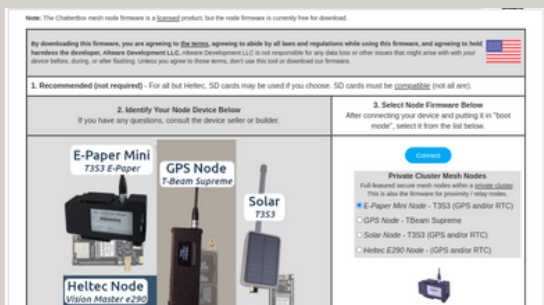 Note: The ChatterBox mesh node firmware is a licensed product, but the node firmware is currently free for download.
By downloading this firmware, you are agreeing to the terms, agreeing to abide by all laws and regulations while using this firmware, and agreeing to hold
harmless the developer, Altware Development LLC. Altware Development LLC is not responsible for any data loss or other issues that might arise with with your
device before, during, or after flashing. Unless you agree to those terms, don't use this tool or download our firmware.
1. Recommended (not required) - For all but Heltec, SD cards may be used if you choose. SD cards must be compatible (not all are).
2. Identify Your Node Device Below
If you have any questions, consult the device seller or builder.
E-Paper Mini
T3S3 E-Paper
GPS Node
T-Beam Supreme
Solar
T3S3
Heltec Node
Vision Master e290
3. Select Node Firmware Below
After connecting your device and putting it in "boot
mode", select it from the list below.
Connect
Private Cluster Mesh Nodes
Full-featured secure mesh nodes within a private cluster.
This is also the firmware for proximity / relay nodes.
E-Paper Mini Node - T3S3 (GPS and/or RTC)
GPS Node - TBeam Supreme
Solar Node - T3S3 (GPS and/or RTC)
Heltec E290 Node - (GPS and/or RTC)